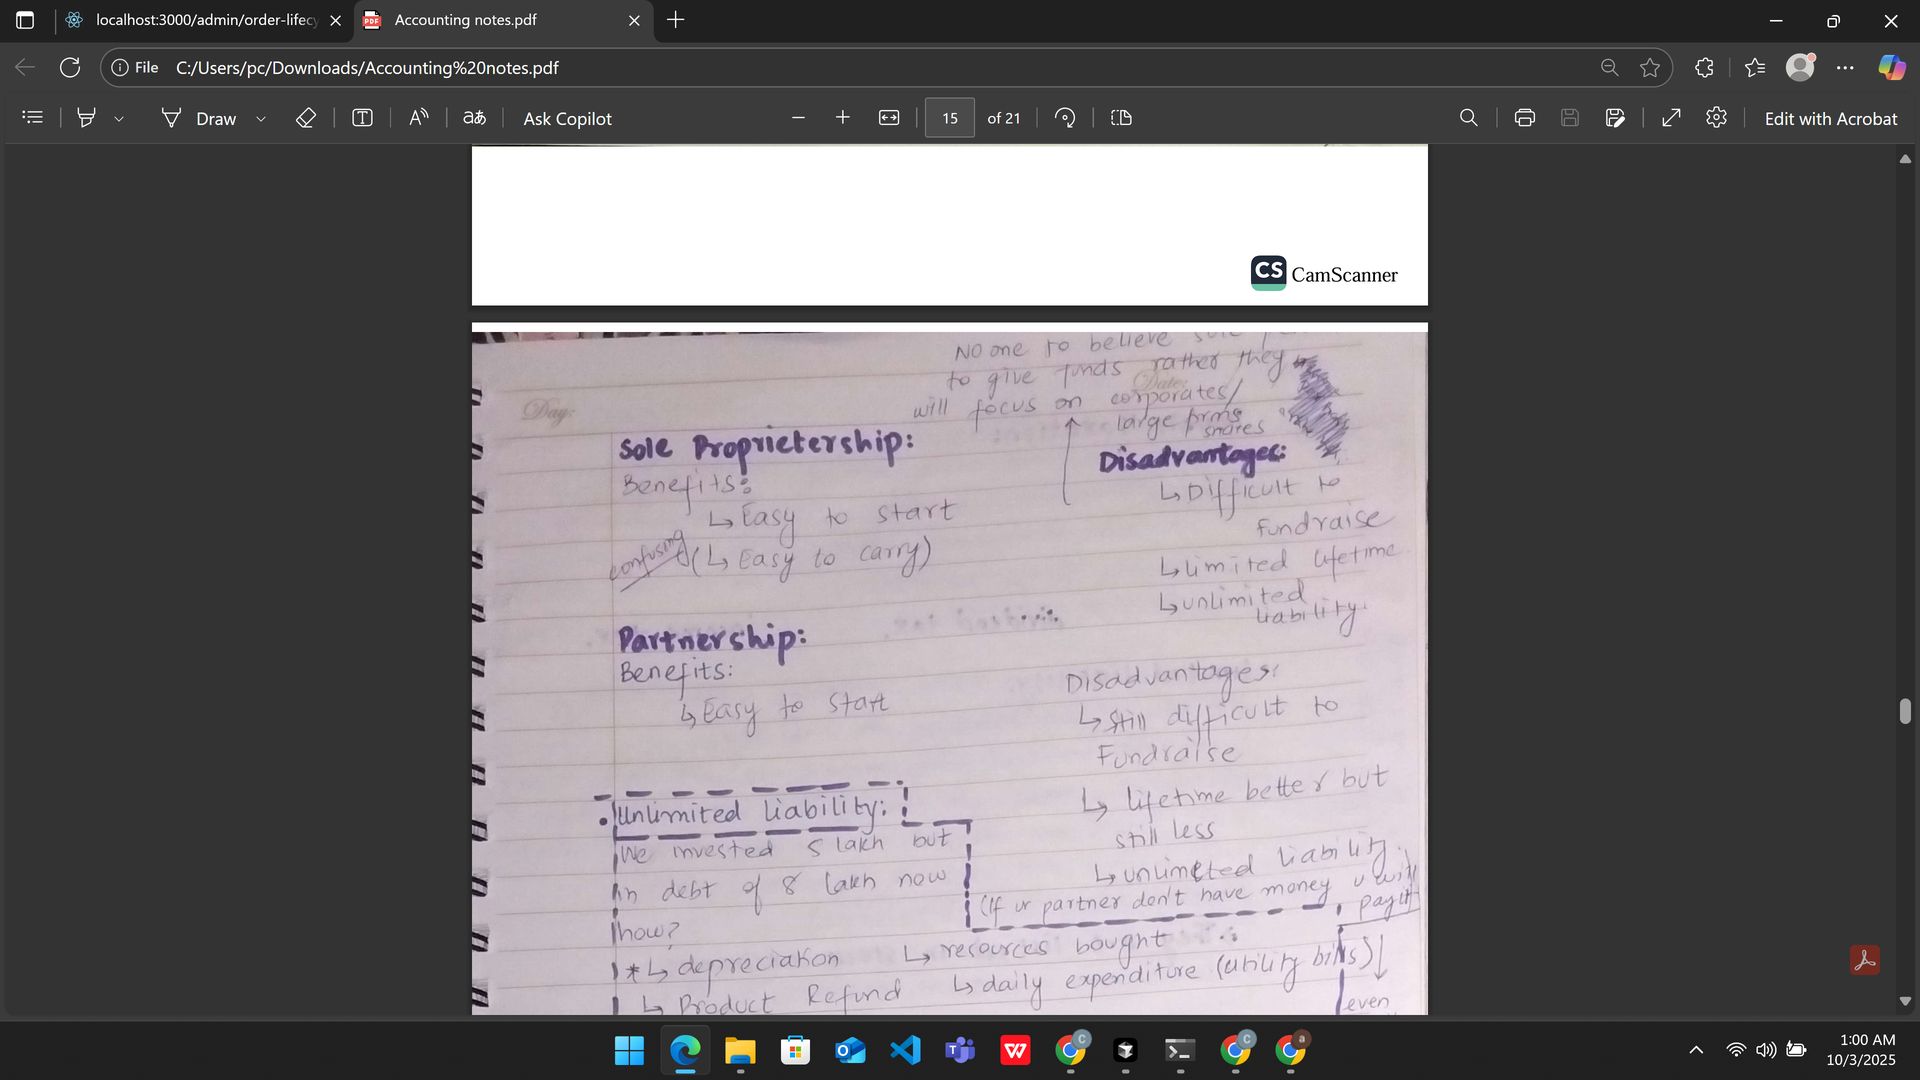 localhost:3000/admin/order-lifecy
Accounting notes.pdf
File C:/Users/pc/Downloads/Accounting%20notes.pdf
Draw
Ask Copilot
15 of 21
Edit with Acrobat
CS CamScanner
No one to believe sole
to give funds rather they
Date:
will focus on corporates/
large firms
shares
Day:
Sole Proprietership:
Benefits:
↳ Easy to start
confusing (↳ Easy to carry)
Disadvantages:
↳ Difficult to
Fundraise
↳ limited lifetime
↳ unlimited
liability.
Partnership:
Benefits:
↳ Easy to start
Disadvantages:
↳ Still difficult to
Fundraise
↳ lifetime better but
still less
↳ unlimited liability.
(If ur partner don't have money u will
pay it
Unlimited liability:
We invested 5 lakh but
in debt of 8 lakh now
how?
* ↳ depreciation ↳ resources bought
↳ Product Refund ↳ daily expenditure (utility bills)
even
1:00 AM
10/3/2025